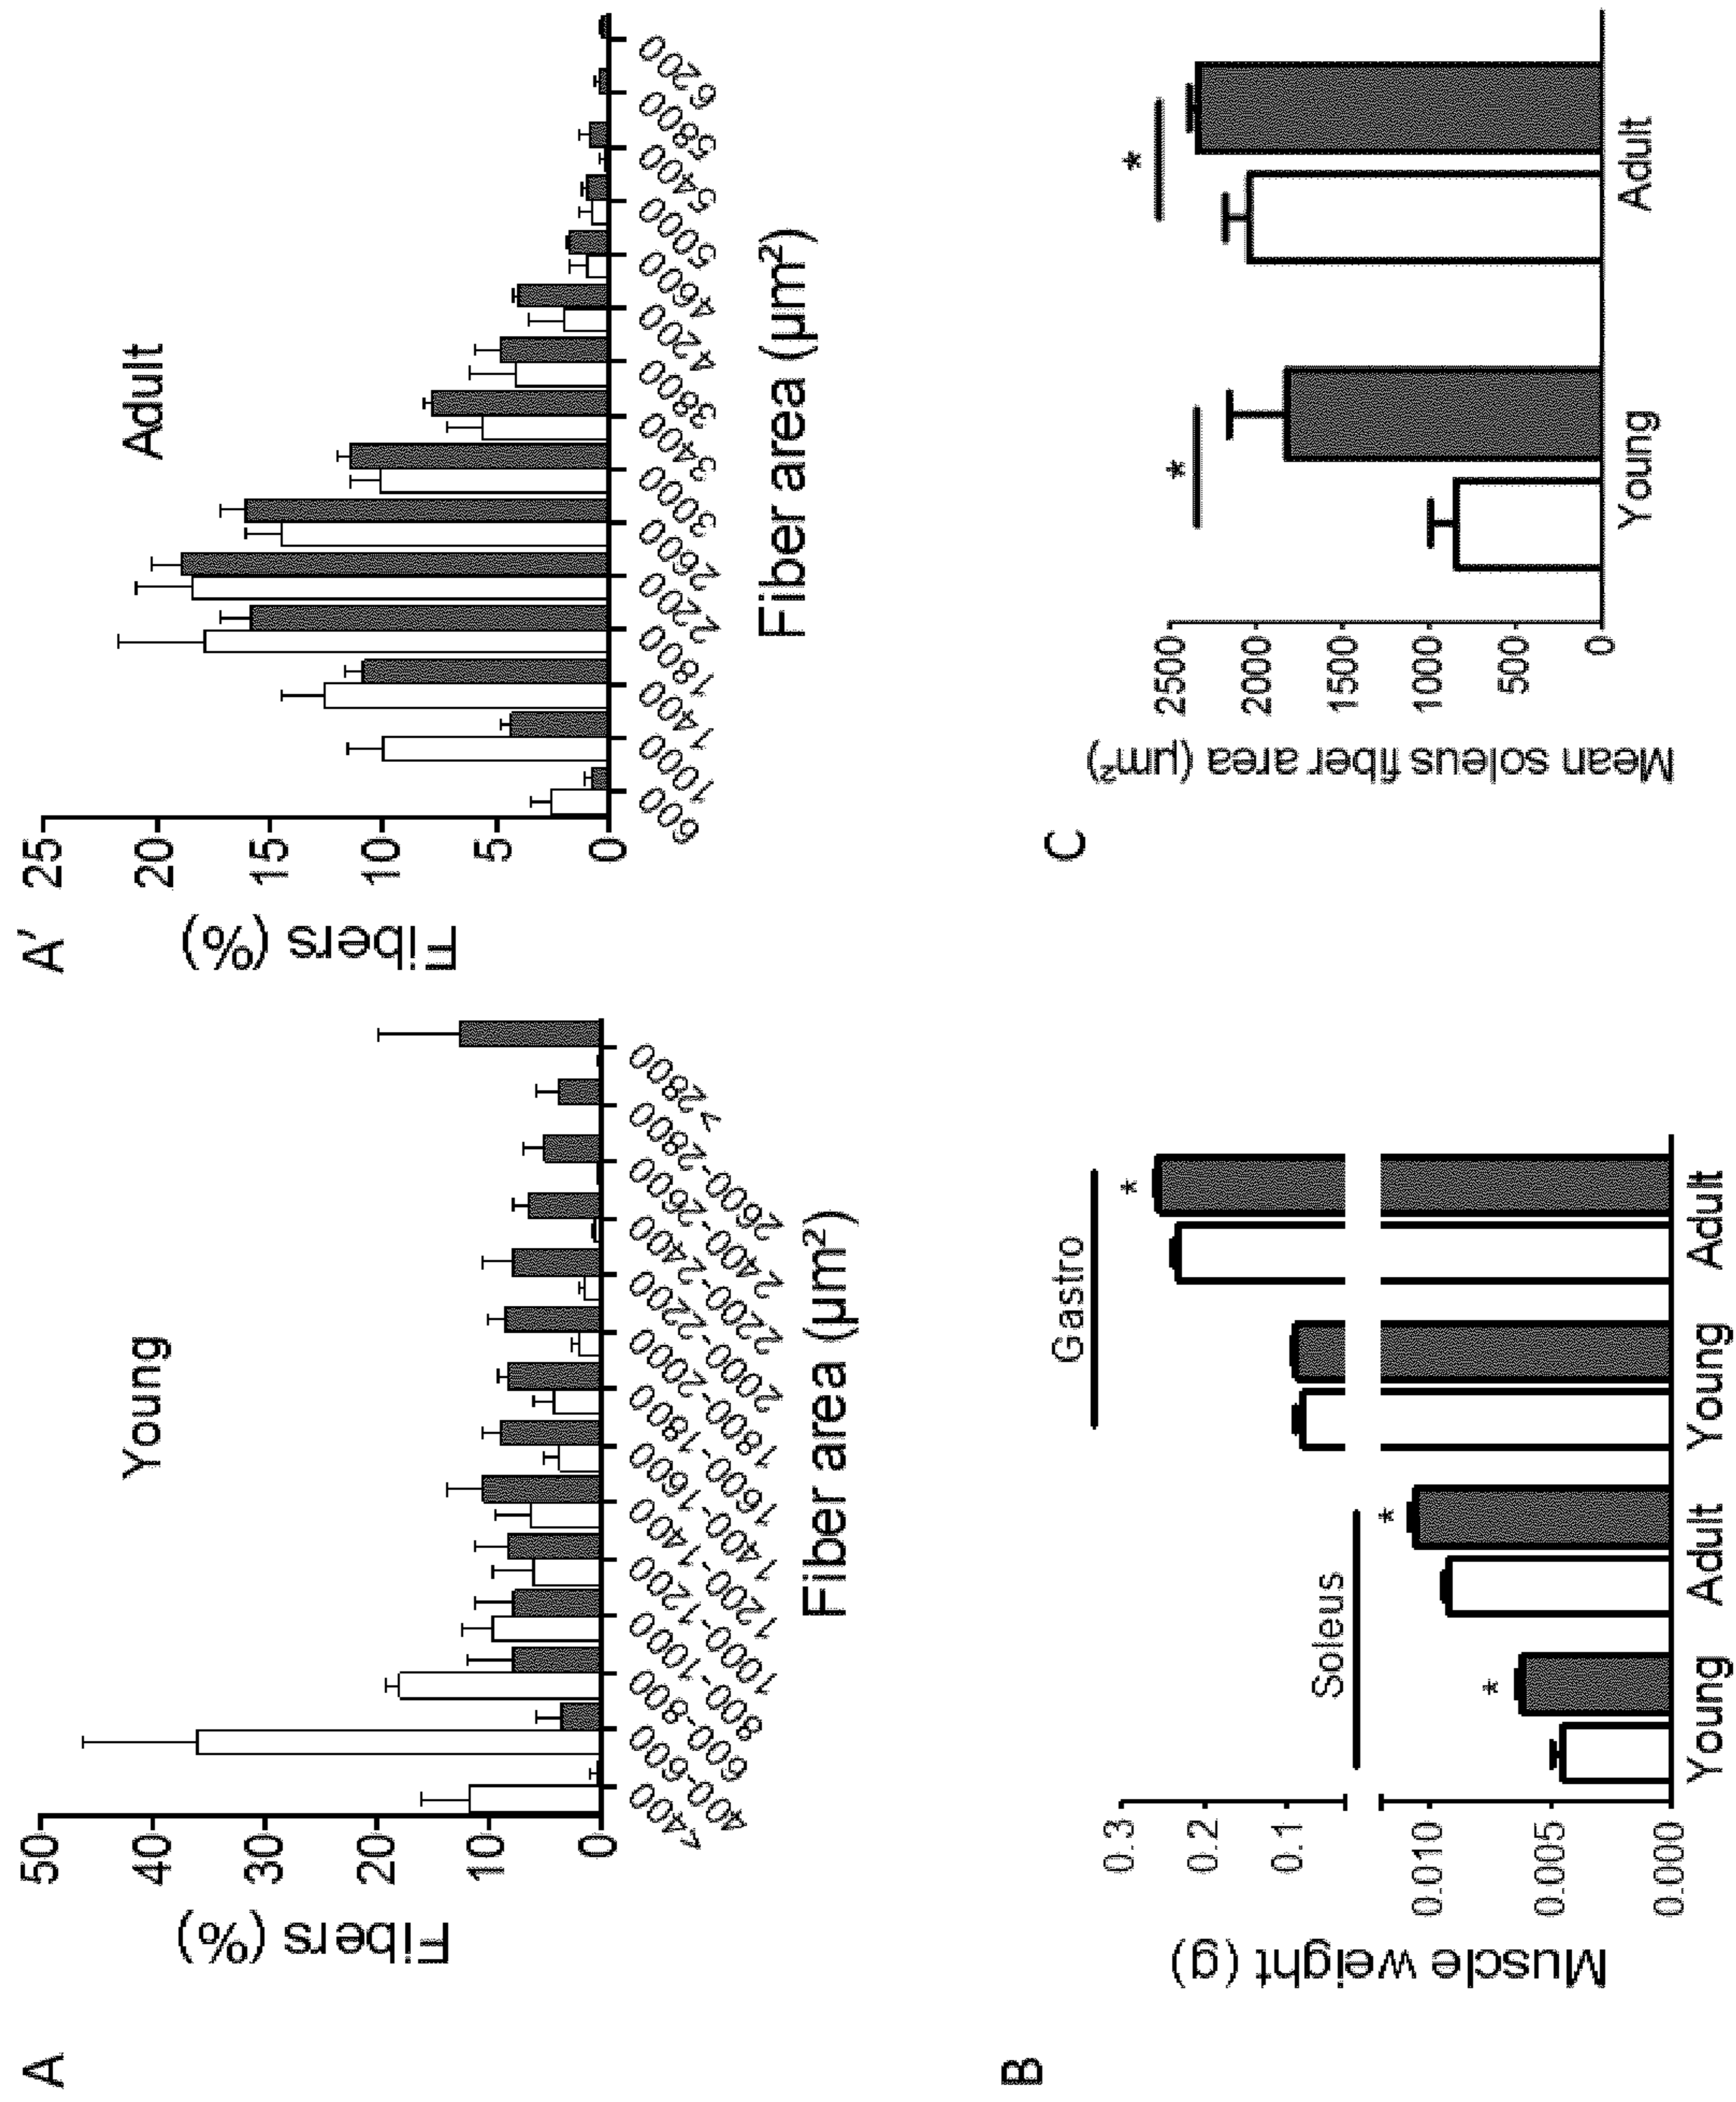 A
Young
Fibers (%)
50
40
30
20
10
0
<400
400-600
600-800
800-1000
1000-1200
1200-1400
1400-1600
1600-1800
1800-2000
2000-2200
2200-2400
2400-2600
2600-2800
>2800
Fiber area (µm²)
A'
Adult
Fibers (%)
25
20
15
10
5
0
600
1000
1400
1800
2200
2600
3000
3400
3800
4200
4600
5000
5400
5800
6200
Fiber area (µm²)
B
Muscle weight (g)
0.3
0.2
0.1
0.010
0.005
0.000
Soleus
Gastro
*
*
*
Young
Adult
Young
Adult
C
Mean soleus fiber area (µm²)
2500
2000
1500
1000
500
0
*
*
Young
Adult